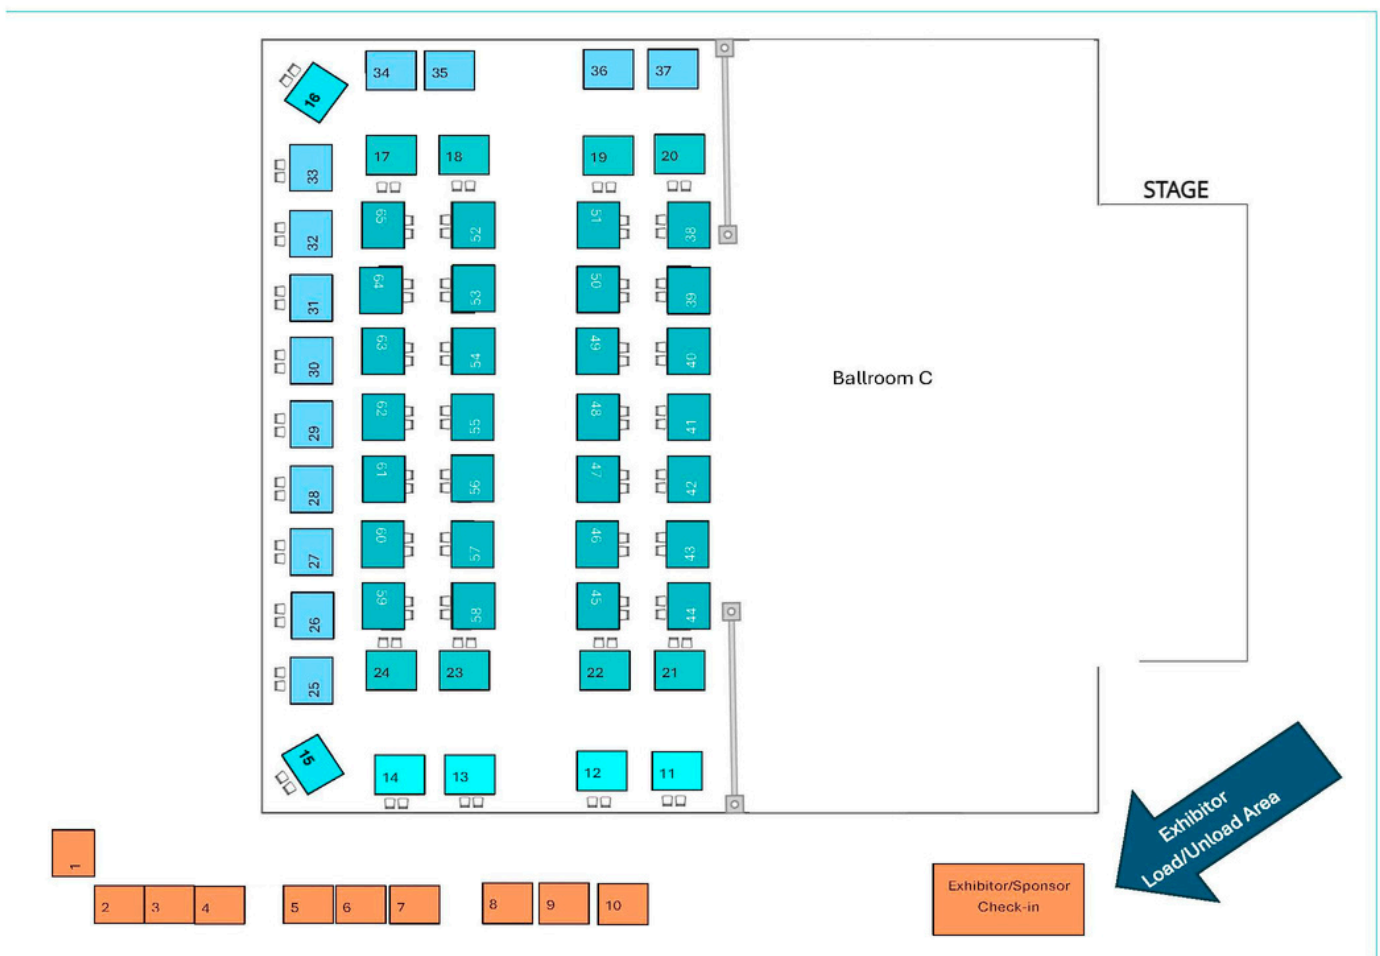 34 35 36 37
16
17 18 19 20
33
STAGE
65 52 51 38
32
64 53 50 39
31
63 54 49 40
30
Ballroom C
62 55 48 41
29
61 56 47 42
28
60 57 46 43
27
59 58 45 44
26
24 23 22 21
25
15
14 13 12 11
Exhibitor
Load/Unload Area
1
Exhibitor/Sponsor
Check-in
2 3 4 5 6 7 8 9 10